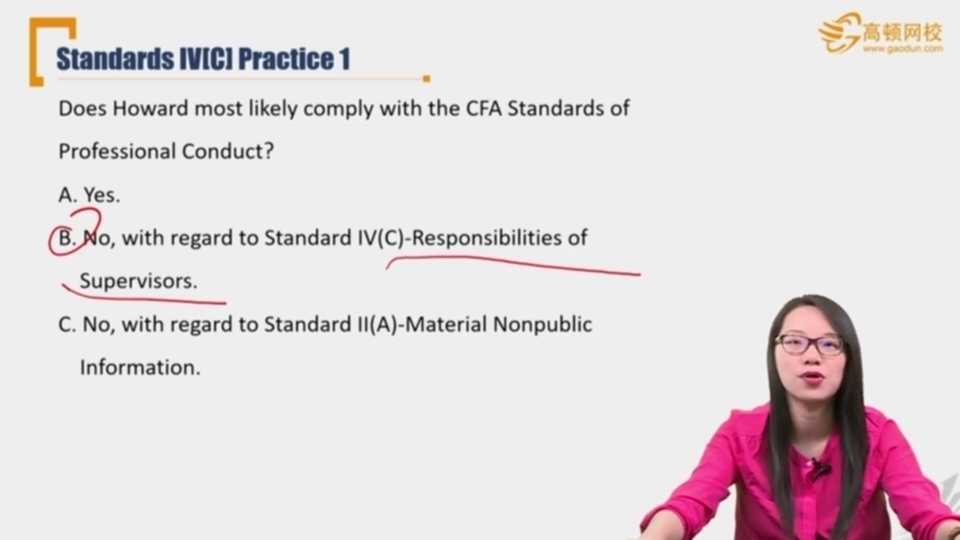 高顿网校
www.gaodun.com
Standards IV[C] Practice 1
Does Howard most likely comply with the CFA Standards of
Professional Conduct?
A. Yes.
B. No, with regard to Standard IV(C)-Responsibilities of
Supervisors.
C. No, with regard to Standard II(A)-Material Nonpublic
Information.